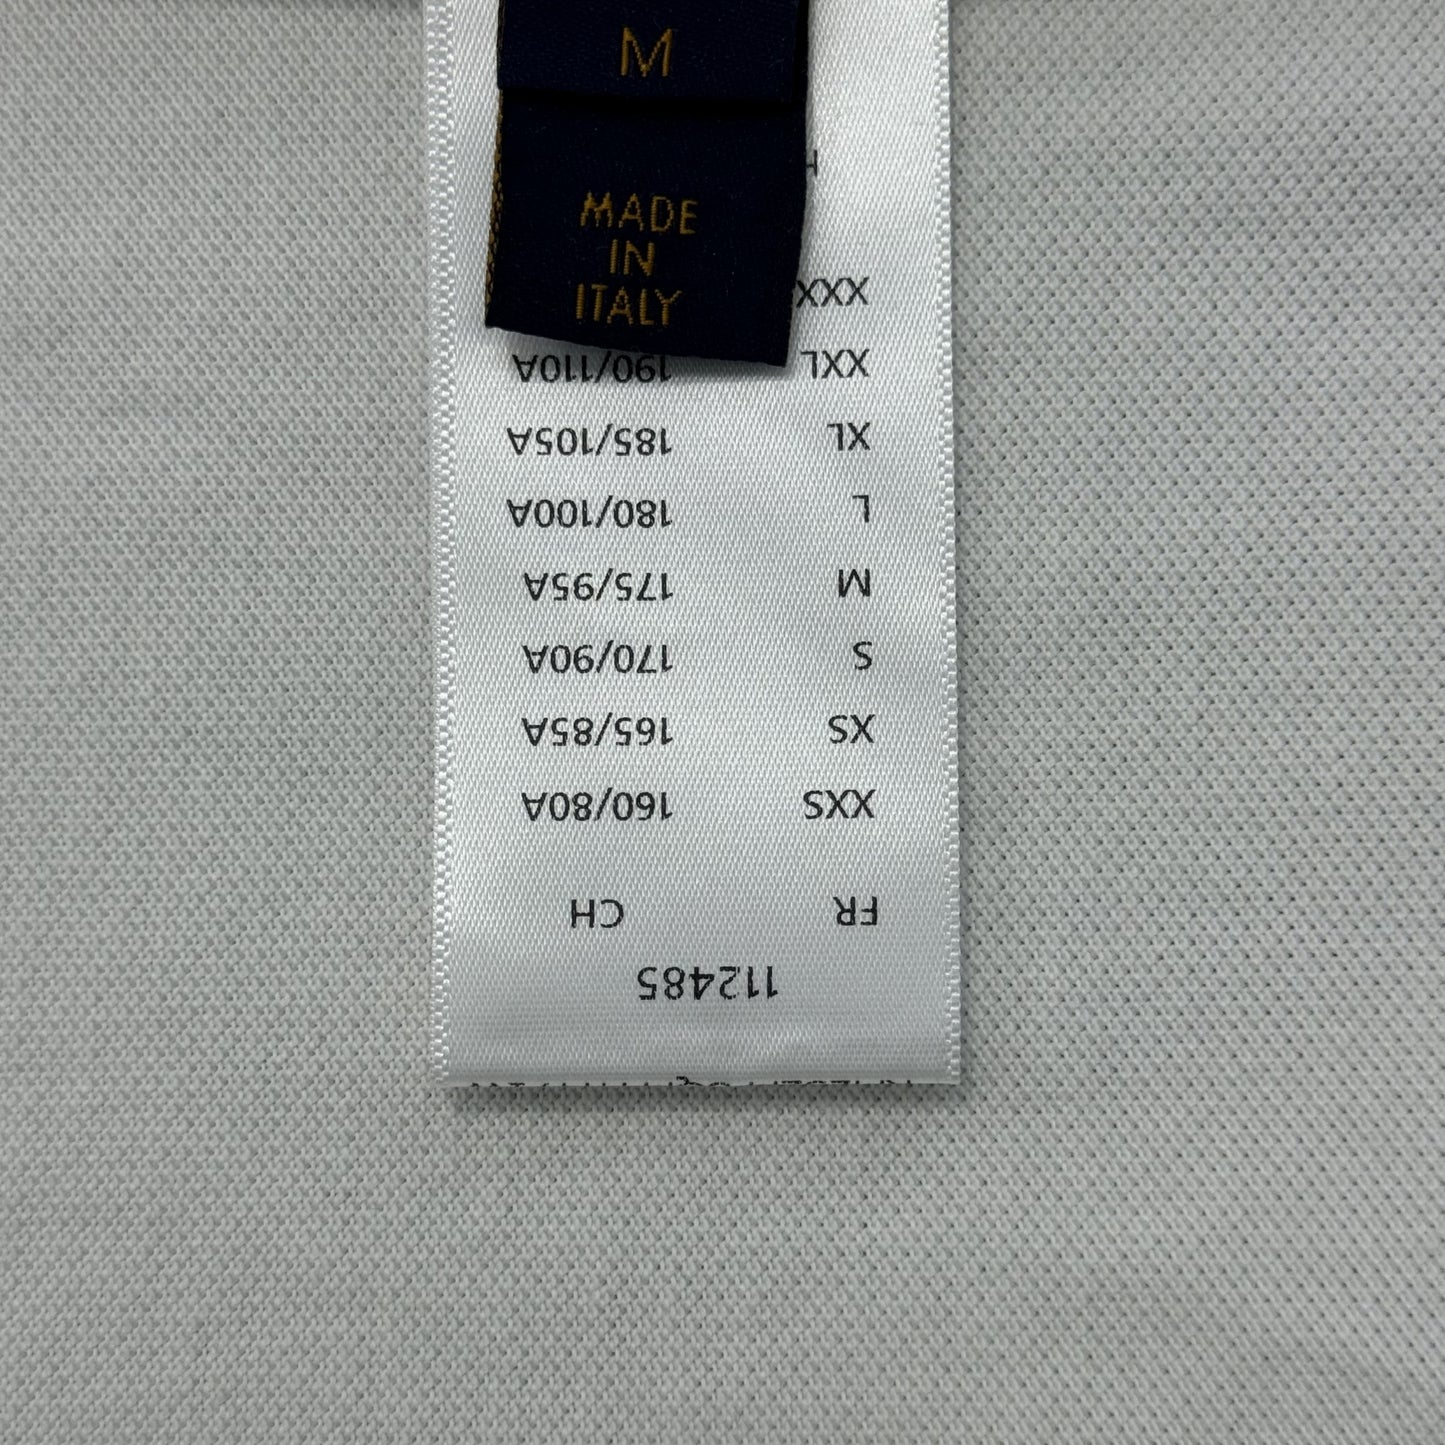 M
MADE
IN
ITALY
112485
FR CH
XXS 160/80A
XS 165/85A
S 170/90A
M 175/95A
L 180/100A
XL 185/105A
XXL 190/110A
XXX